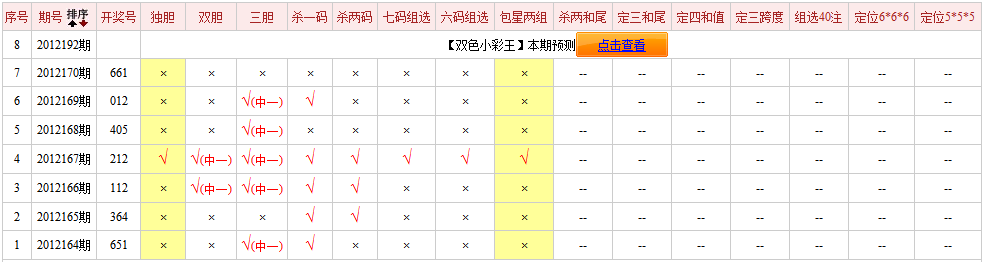 序号 期号 排序 开奖号 独胆 双胆 三胆 杀一码 杀两码 七码组选 六码组选 包星两组 杀两和尾 定三和尾 定四和值 定三跨度 组选40注 定位6*6*6 定位5*5*5
8 2012192期 【双色小彩王】本期预测 点击查看
7 2012170期 661 × × × × × × × × -- -- -- -- -- -- --
6 2012169期 012 × × √(中一) √ × × × × -- -- -- -- -- -- --
5 2012168期 405 × × √(中一) × × × × × -- -- -- -- -- -- --
4 2012167期 212 √ √(中一) √(中一) √ √ √ √ √ -- -- -- -- -- -- --
3 2012166期 112 × √(中一) √(中一) √ √ × × × -- -- -- -- -- -- --
2 2012165期 364 × × × √ √ × × × -- -- -- -- -- -- --
1 2012164期 651 × × √(中一) √ × × × × -- -- -- -- -- -- --